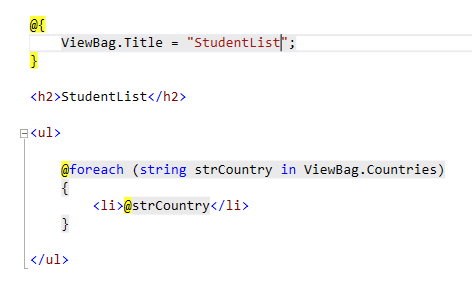 @{
    ViewBag.Title = "StudentList";
}
<h2>StudentList</h2>
<ul>
    @foreach (string strCountry in ViewBag.Countries)
    {
        <li>@strCountry</li>
    }
</ul>